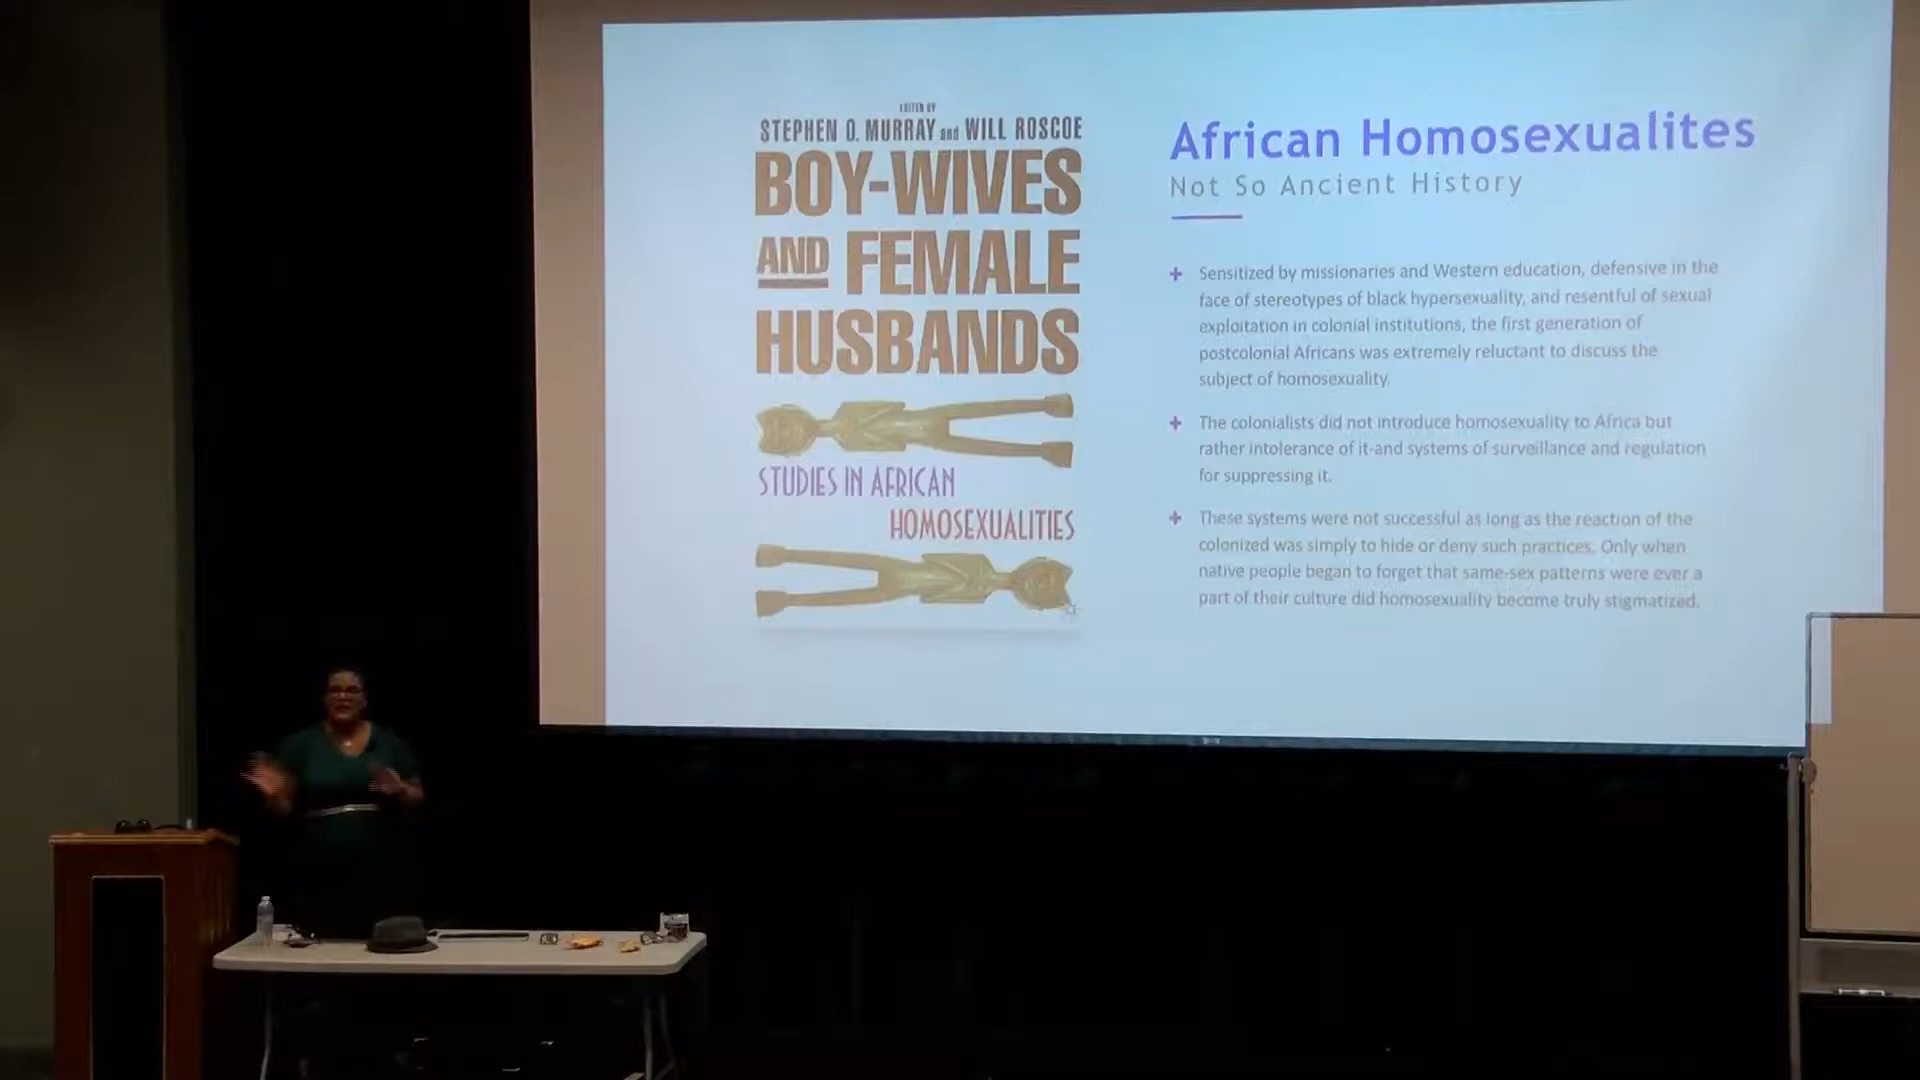 EDITED BY
STEPHEN O. MURRAY and WILL ROSCOE
BOY-WIVES
AND FEMALE
HUSBANDS
STUDIES IN AFRICAN
HOMOSEXUALITIES
African Homosexualites
Not So Ancient History
+ Sensitized by missionaries and Western education, defensive in the
face of stereotypes of black hypersexuality, and resentful of sexual
exploitation in colonial institutions, the first generation of
postcolonial Africans was extremely reluctant to discuss the
subject of homosexuality.
+ The colonialists did not introduce homosexuality to Africa but
rather intolerance of it-and systems of surveillance and regulation
for suppressing it.
+ These systems were not successful as long as the reaction of the
colonized was simply to hide or deny such practices. Only when
native people began to forget that same-sex patterns were ever a
part of their culture did homosexuality become truly stigmatized.